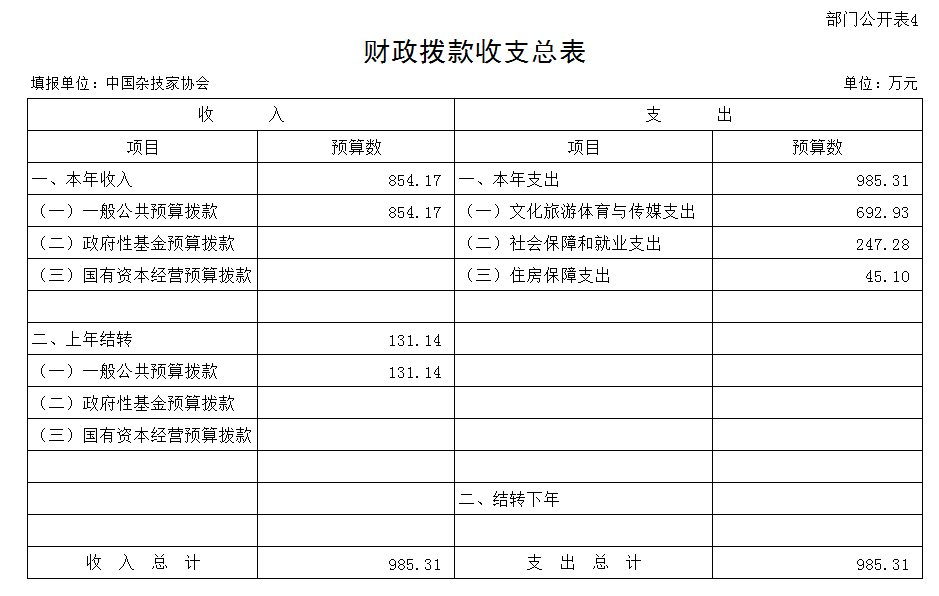 部门公开表4
财政拨款收支总表
填报单位：中国杂技家协会 单位：万元
收 入 支 出
项目 预算数 项目 预算数
一、本年收入 854.17 一、本年支出 985.31
（一）一般公共预算拨款 854.17 （一）文化旅游体育与传媒支出 692.93
（二）政府性基金预算拨款 （二）社会保障和就业支出 247.28
（三）国有资本经营预算拨款 （三）住房保障支出 45.10
二、上年结转 131.14
（一）一般公共预算拨款 131.14
（二）政府性基金预算拨款
（三）国有资本经营预算拨款
二、结转下年
收 入 总 计 985.31 支 出 总 计 985.31